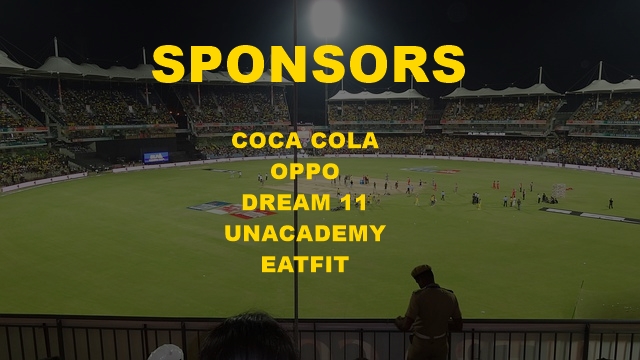 SPONSORS
COCA COLA
OPPO
DREAM 11
UNACADEMY
EATFIT